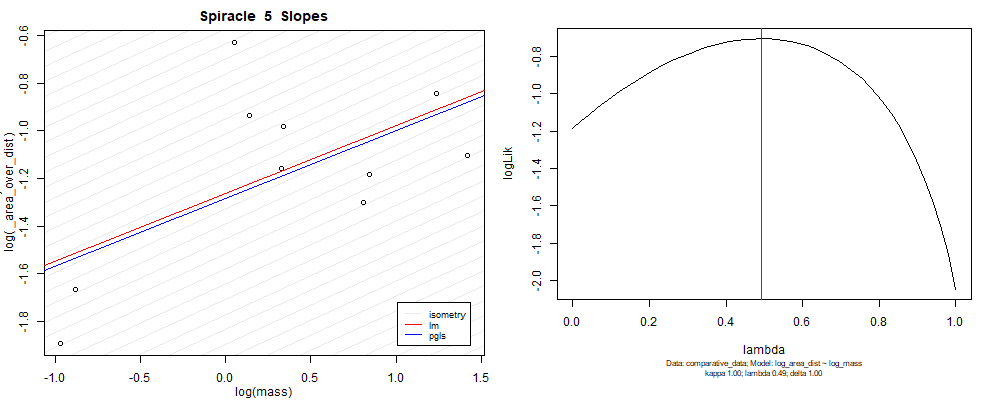 Spiracle 5 Slopes
log(_area_over_dist)
-0.6
-0.8
-1.0
-1.2
-1.4
-1.6
-1.8
isometry
lm
pgls
-1.0 -0.5 0.0 0.5 1.0 1.5
log(mass)
logLik
-0.8
-1.0
-1.2
-1.4
-1.6
-1.8
-2.0
0.0 0.2 0.4 0.6 0.8 1.0
lambda
Data: comparative_data; Model: log_area_dist ~ log_mass
kappa 1.00; lambda 0.49; delta 1.00